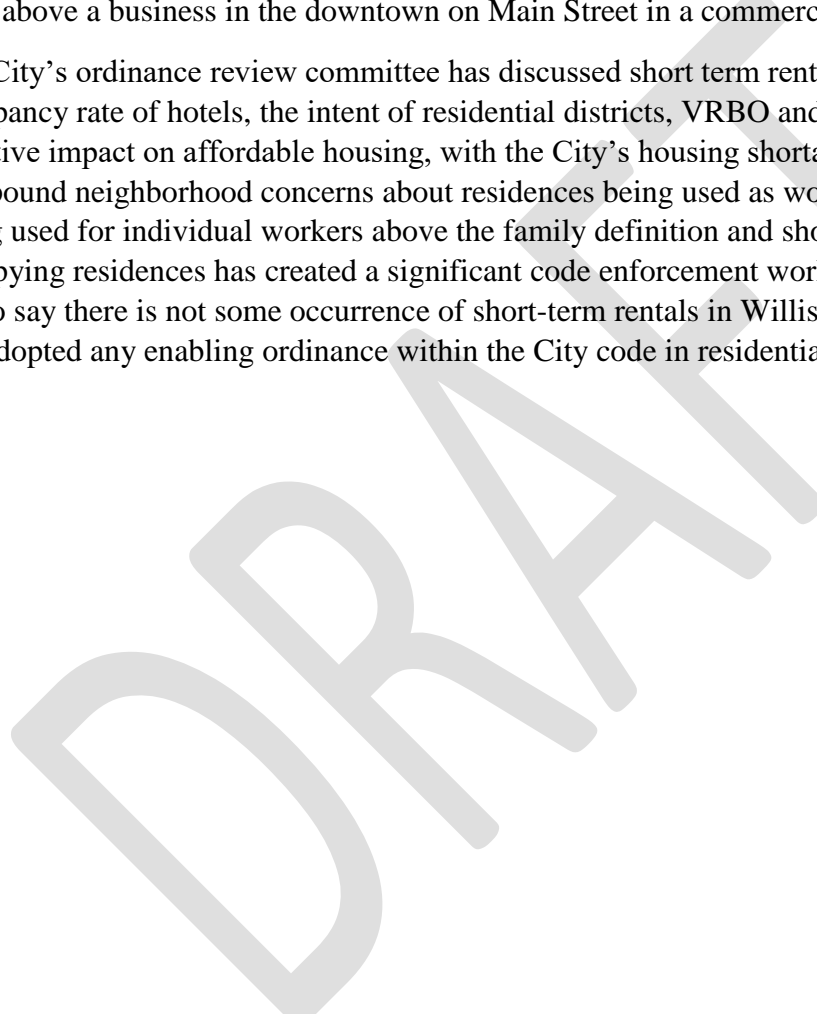 above a business in the downtown on Main Street in a commerc
City’s ordinance review committee has discussed short term rent
pancy rate of hotels, the intent of residential districts, VRBO and
tive impact on affordable housing, with the City’s housing shorta
ound neighborhood concerns about residences being used as wo
used for individual workers above the family definition and sho
pying residences has created a significant code enforcement wor
o say there is not some occurrence of short-term rentals in Willis
dopted any enabling ordinance within the City code in residentia
DRAFT